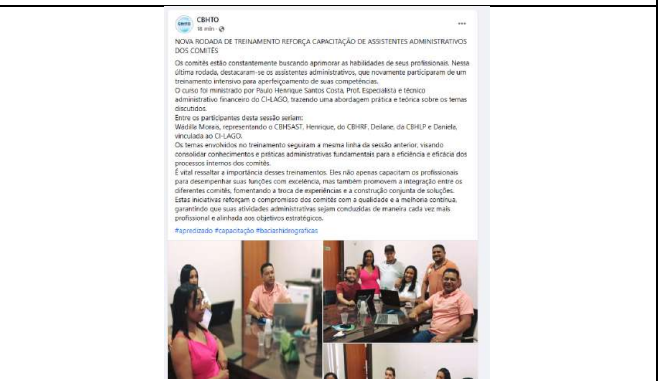 CBHTO
18 min ·
NOVA RODADA DE TREINAMENTO REFORÇA CAPACITAÇÃO DE ASSISTENTES ADMINISTRATIVOS
DOS COMITÊS
Os comitês estão constantemente buscando aprimorar as habilidades de seus profissionais. Nessa
última rodada, destacaram-se os assistentes administrativos, que novamente participaram de um
treinamento intensivo para aperfeiçoamento de suas competências.
O curso foi ministrado por Paulo Henrique Santos Costa, Prof. Especialista e técnico
administrativo financeiro do CI-LAGO, trazendo uma abordagem prática e teórica sobre os temas
discutidos.
Entre os participantes desta sessão seriam:
Wádilla Morais, representando o CBHSAST, Henrique, do CBHRF, Deilane, da CBHLP e Daniela,
vinculada ao CI-LAGO.
Os temas envolvidos no treinamento seguiram a mesma linha da sessão anterior, visando
consolidar conhecimentos e práticas administrativas fundamentais para a eficiência e eficácia dos
processos internos dos comitês.
É vital ressaltar a importância desses treinamentos. Eles não apenas capacitam os profissionais
para desempenhar suas funções com excelência, mas também promovem a integração entre os
diferentes comitês, fomentando a troca de experiências e a construção conjunta de soluções.
Estas iniciativas reforçam o compromisso dos comitês com a qualidade e a melhoria contínua,
garantindo que suas atividades administrativas sejam conduzidas de maneira cada vez mais
profissional e alinhada aos objetivos estratégicos.
#apredizado #capacitação #baciashidrograficas